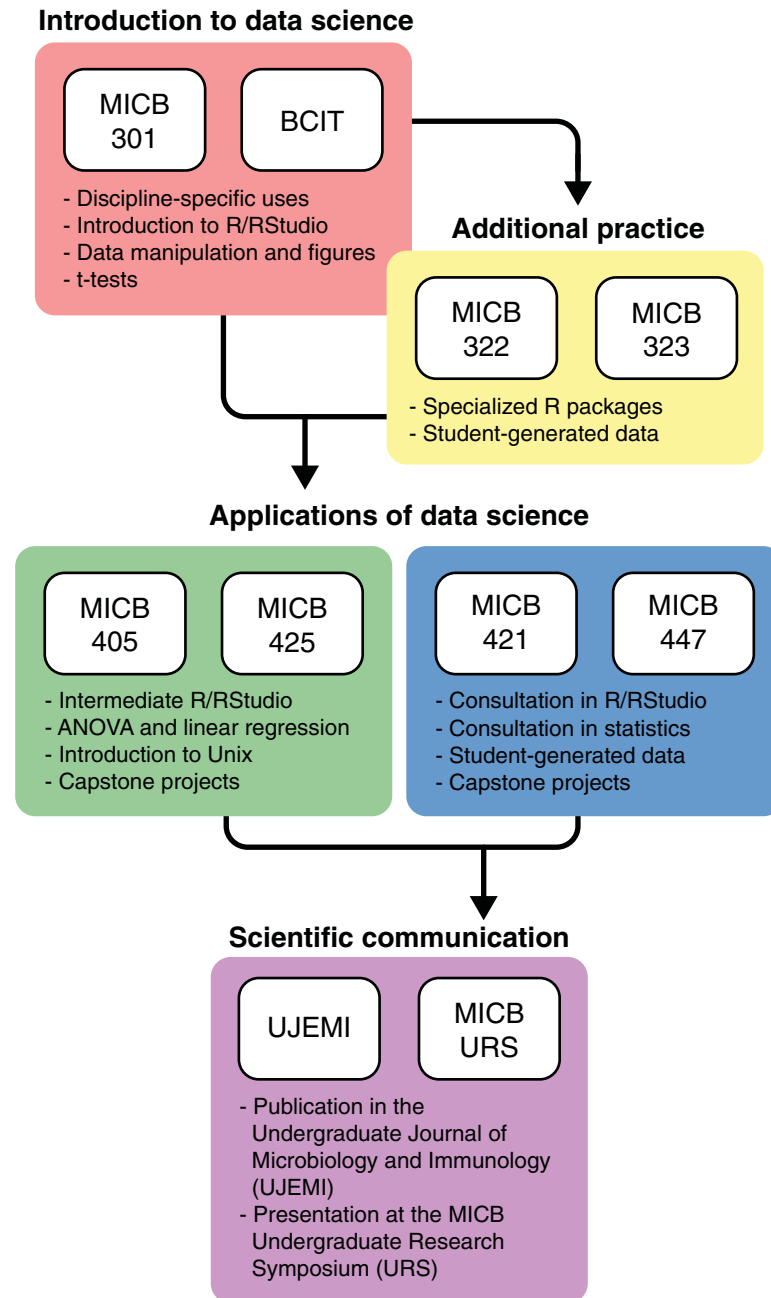 Introduction to data science
MICB
301
BCIT
- Discipline-specific uses
- Introduction to R/RStudio
- Data manipulation and figures
- t-tests
Additional practice
MICB
322
MICB
323
- Specialized R packages
- Student-generated data
Applications of data science
MICB
405
MICB
425
- Intermediate R/RStudio
- ANOVA and linear regression
- Introduction to Unix
- Capstone projects
MICB
421
MICB
447
- Consultation in R/RStudio
- Consultation in statistics
- Student-generated data
- Capstone projects
Scientific communication
UJEMI
MICB
URS
- Publication in the
Undergraduate Journal of
Microbiology and Immunology
(UJEMI)
- Presentation at the MICB
Undergraduate Research
Symposium (URS)